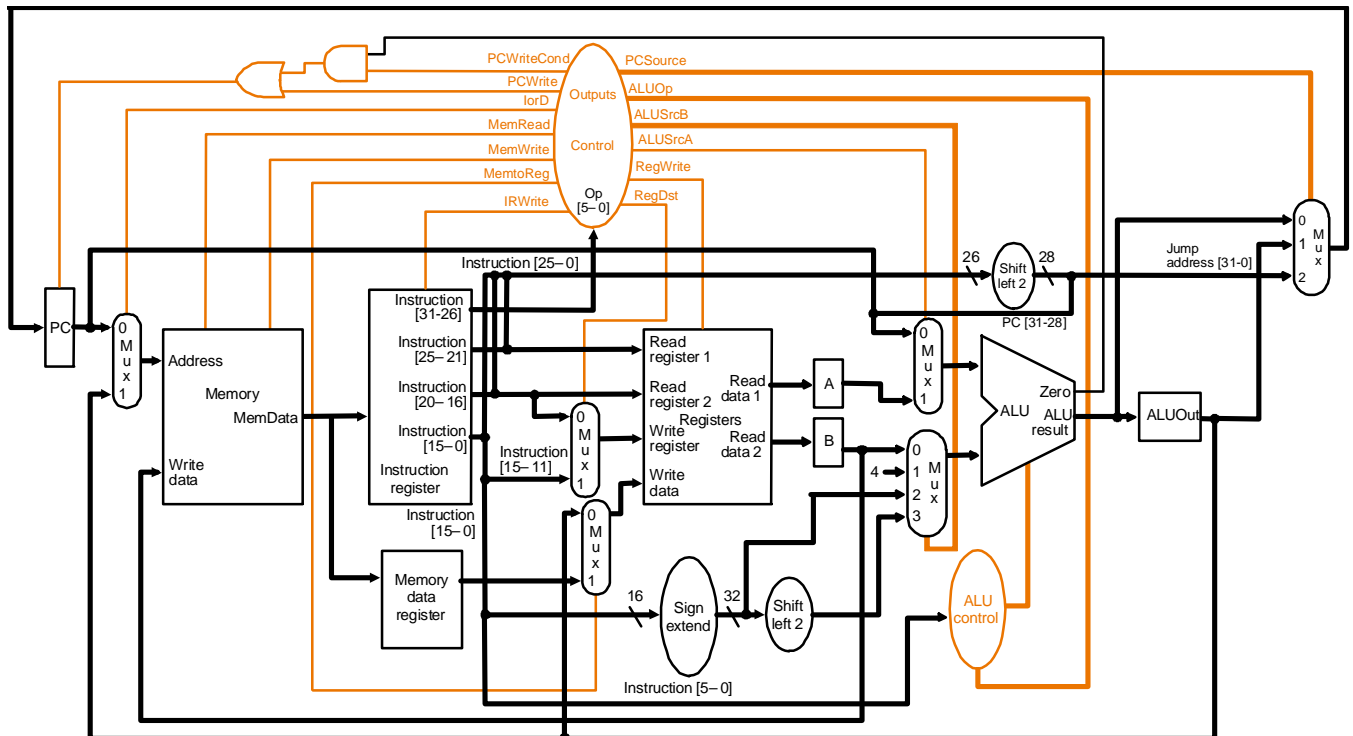 PCWriteCond
PCSource
PCWrite
ALUOp
IorD
Outputs
ALUSrcB
MemRead
ALUSrcA
Control
MemWrite
RegWrite
MemtoReg
RegDst
IRWrite
Op
[5–0]
Instruction [25–0]
26
Shift
left 2
28
Jump
address [31-0]
0
1
2
M
u
x
PC [31-28]
PC
0
M
u
x
1
Address
Memory
MemData
Write
data
Instruction
[31-26]
Instruction
[25–21]
Instruction
[20–16]
Instruction
[15–0]
Instruction
register
Instruction
[15–0]
Instruction
[15–11]
0
M
u
x
1
Read
register 1
Read
register 2
Registers
Write
register
Write
data
Read
data 1
Read
data 2
A
B
0
M
u
x
1
4
0
1
2
3
M
u
x
Zero
ALU
ALU
result
ALUOut
0
M
u
x
1
Memory
data
register
16
Sign
extend
32
Shift
left 2
ALU
control
Instruction [5–0]